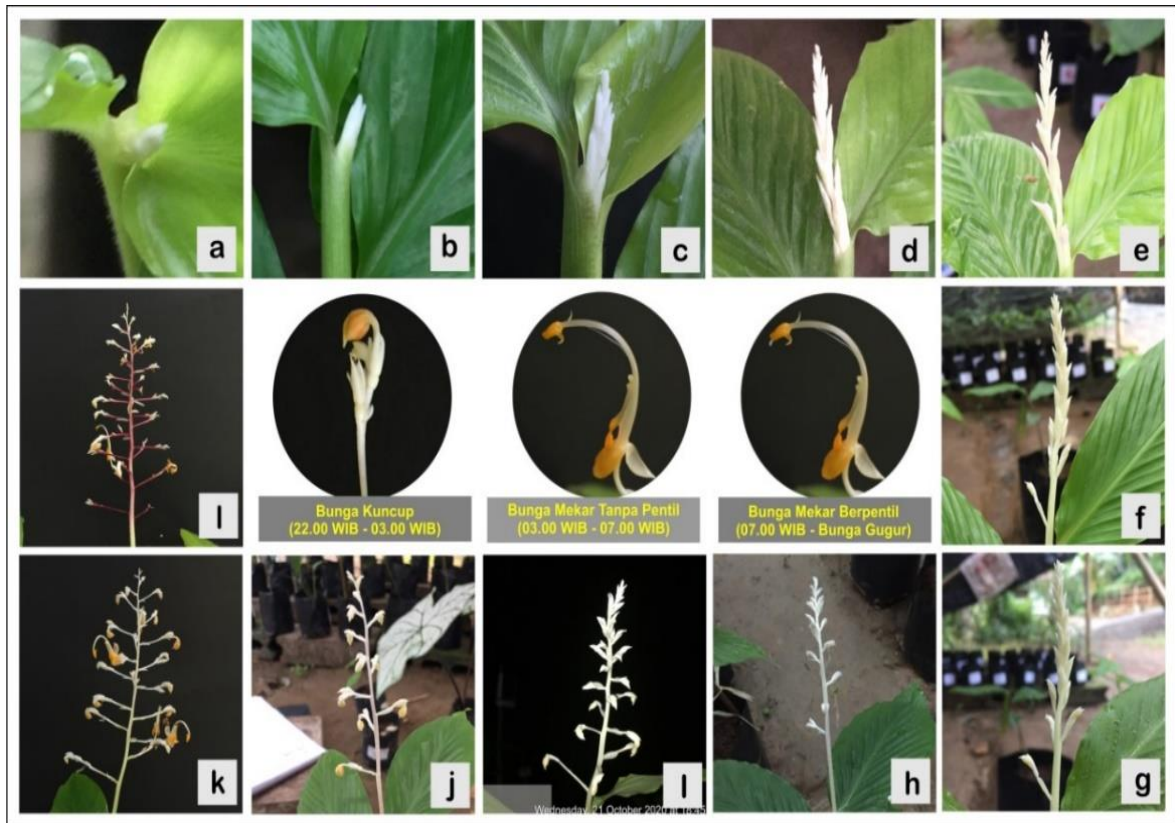 a
b
c
d
e
l
Bunga Kuncup
(22.00 WIB - 03.00 WIB)
Bunga Mekar Tanpa Pentil
(03.00 WIB - 07.00 WIB)
Bunga Mekar Berpentil
(07.00 WIB - Bunga Gugur)
f
k
j
l
Wednesday, 21 October 2020 at
h
g